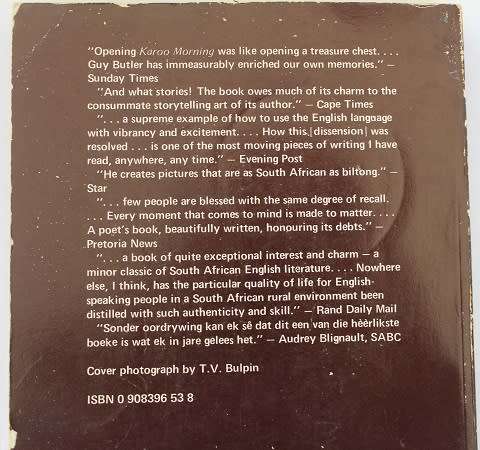 "Opening Karoo Morning was like opening a treasure chest. . . .
Guy Butler has immeasurably enriched our own memories." —
Sunday Times
"And what stories! The book owes much of its charm to the
consummate storytelling art of its author." — Cape Times
". . . a supreme example of how to use the English language
with vibrancy and excitement. . . . How this [dissension] was
resolved . . . is one of the most moving pieces of writing I have
read, anywhere, any time." — Evening Post
"He creates pictures that are as South African as biltong." —
Star
". . . few people are blessed with the same degree of recall.
. . . Every moment that comes to mind is made to matter. . . .
A poet's book, beautifully written, honouring its debts." —
Pretoria News
". . . a book of quite exceptional interest and charm — a
minor classic of South African English literature. . . . Nowhere
else, I think, has the particular quality of life for English-
speaking people in a South African rural environment been
distilled with such authenticity and skill." — Rand Daily Mail
"Sonder oordrywing kan ek sê dat dit een van die hêerlikste
boeke is wat ek in jare gelees het." — Audrey Blignault, SABC
Cover photograph by T.V. Bulpin
ISBN 0 908396 53 8